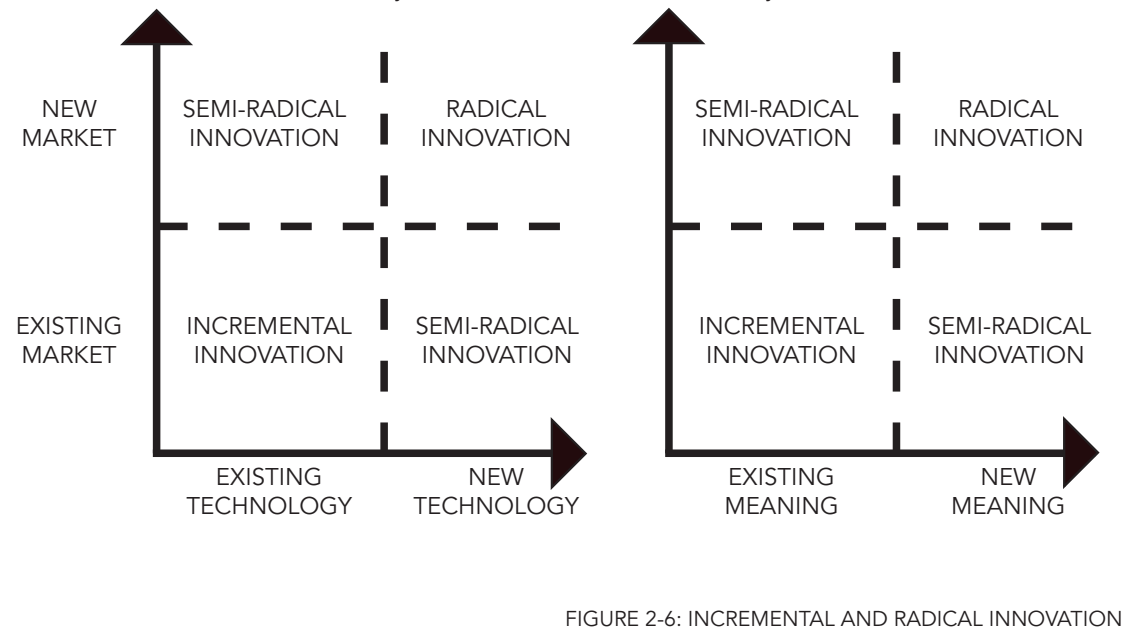 NEW
MARKET
SEMI-RADICAL
INNOVATION
RADICAL
INNOVATION
EXISTING
MARKET
INCREMENTAL
INNOVATION
SEMI-RADICAL
INNOVATION
EXISTING
TECHNOLOGY
NEW
TECHNOLOGY
SEMI-RADICAL
INNOVATION
RADICAL
INNOVATION
INCREMENTAL
INNOVATION
SEMI-RADICAL
INNOVATION
EXISTING
MEANING
NEW
MEANING
FIGURE 2-6: INCREMENTAL AND RADICAL INNOVATION